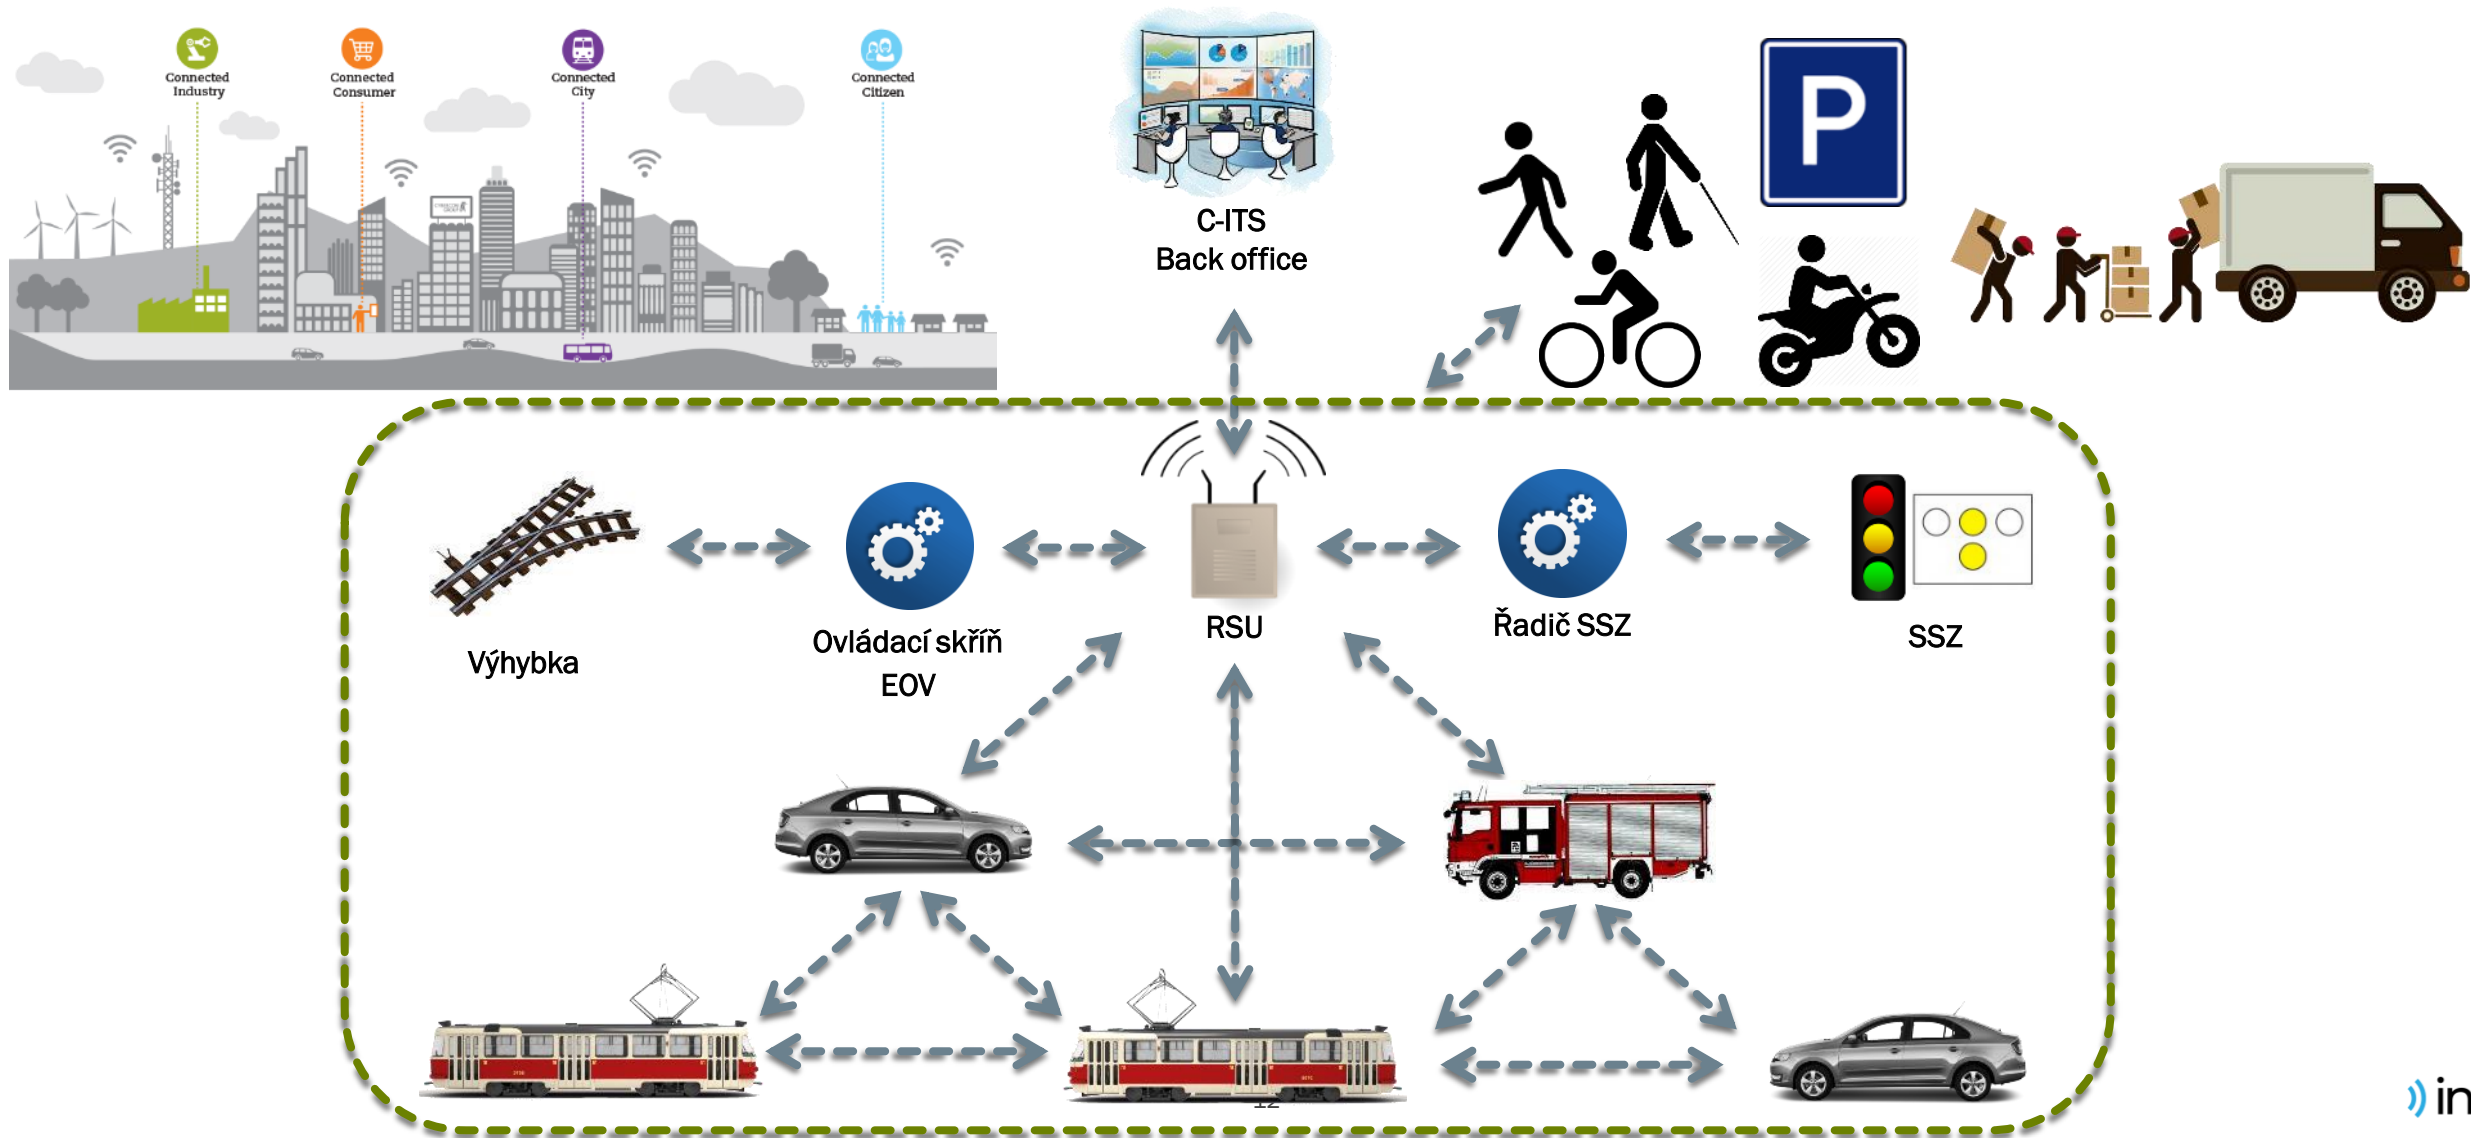 Connected
Industry
Connected
Consumer
Connected
City
Connected
Citizen
C-ITS
Back office
P
Výhybka
Ovládací skříň
EOV
RSU
Řadič SSZ
SSZ
12
in